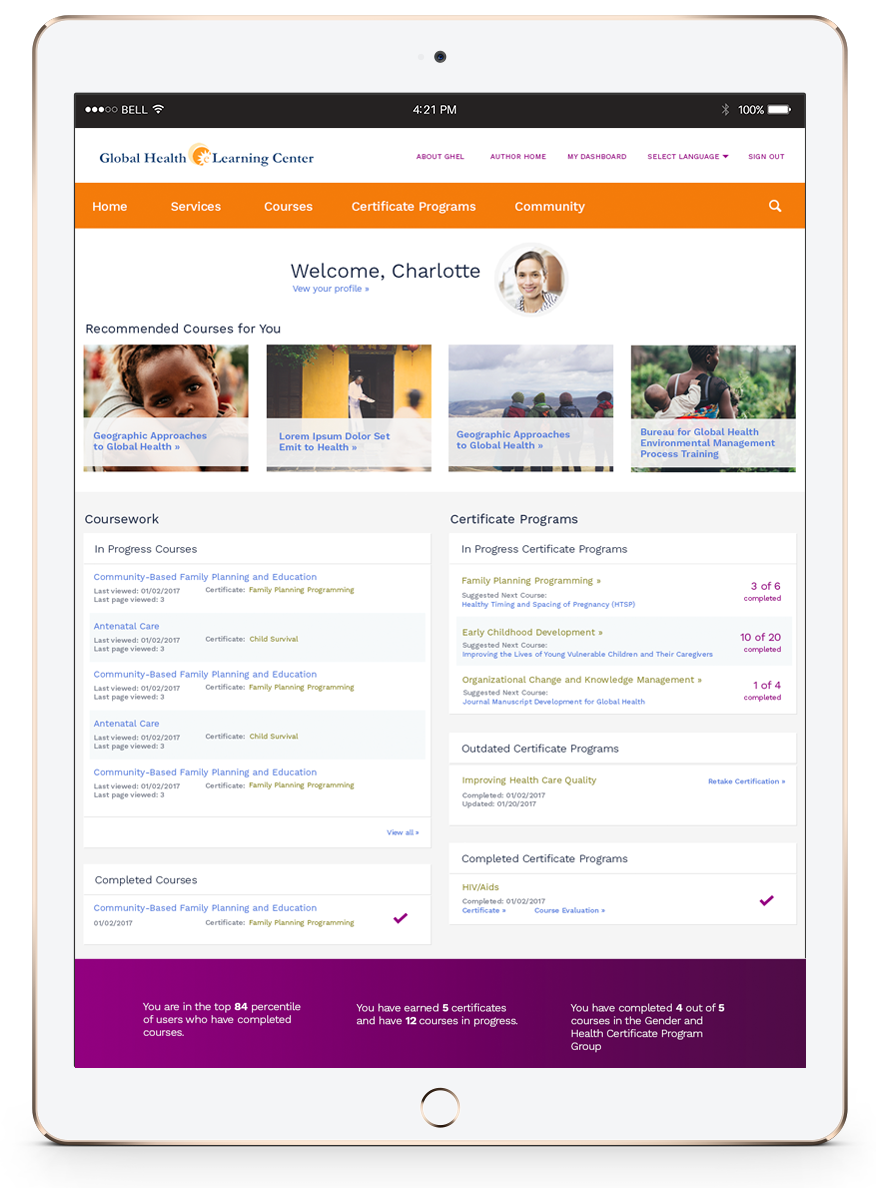 BELL
4:21 PM
100%
Global Health e Learning Center
ABOUT GHEL
AUTHOR HOME
MY DASHBOARD
SELECT LANGUAGE
SIGN OUT
Home
Services
Courses
Certificate Programs
Community
Welcome, Charlotte
Vew your profile »
Recommended Courses for You
Geographic Approaches
to Global Health »
Lorem Ipsum Dolor Set
Emit to Health »
Geographic Approaches
to Global Health »
Bureau for Global Health
Environmental Management
Process Training
Coursework
In Progress Courses
Community-Based Family Planning and Education
Last viewed: 01/02/2017
Last page viewed: 3
Certificate: Family Planning Programming
Antenatal Care
Last viewed: 01/02/2017
Last page viewed: 3
Certificate: Child Survival
Community-Based Family Planning and Education
Last viewed: 01/02/2017
Last page viewed: 3
Certificate: Family Planning Programming
Antenatal Care
Last viewed: 01/02/2017
Last page viewed: 3
Certificate: Child Survival
Community-Based Family Planning and Education
Last viewed: 01/02/2017
Last page viewed: 3
Certificate: Family Planning Programming
View all »
Completed Courses
Community-Based Family Planning and Education
01/02/2017
Certificate: Family Planning Programming
Certificate Programs
In Progress Certificate Programs
Family Planning Programming »
Suggested Next Course:
Healthy Timing and Spacing of Pregnancy (HTSP)
3 of 6
completed
Early Childhood Development »
Suggested Next Course:
Improving the Lives of Young Vulnerable Children and Their Caregivers
10 of 20
completed
Organizational Change and Knowledge Management »
Suggested Next Course:
Journal Manuscript Development for Global Health
1 of 4
completed
Outdated Certificate Programs
Improving Health Care Quality
Completed: 01/02/2017
Updated: 01/20/2017
Retake Certification »
Completed Certificate Programs
HIV/Aids
Completed: 01/02/2017
Certificate »
Course Evaluation »
You are in the top 84 percentile
of users who have completed
courses.
You have earned 5 certificates
and have 12 courses in progress.
You have completed 4 out of 5
courses in the Gender and
Health Certificate Program
Group